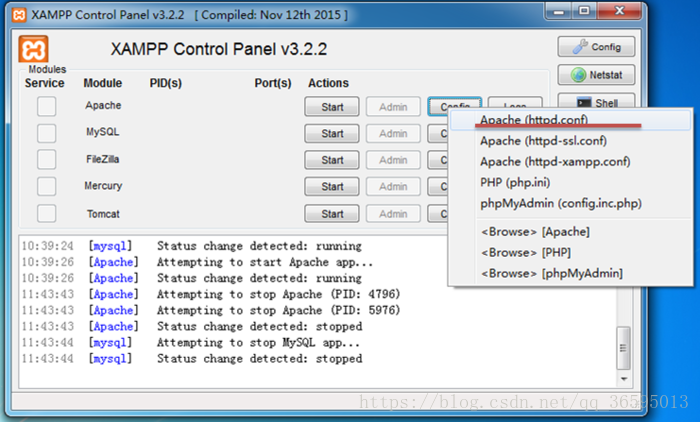 XAMPP Control Panel v3.2.2 [ Compiled: Nov 12th 2015 ]
XAMPP Control Panel v3.2.2
Config
Modules
Service Module PID(s) Port(s) Actions
Netstat
Apache Start Admin Config Logs
Shell
MySQL Start Admin
FileZilla Start Admin
Mercury Start Admin
Tomcat Start Admin
Apache (httpd.conf)
Apache (httpd-ssl.conf)
Apache (httpd-xampp.conf)
PHP (php.ini)
phpMyAdmin (config.inc.php)
<Browse> [Apache]
<Browse> [PHP]
<Browse> [phpMyAdmin]
10:39:24 [mysql] Status change detected: running
10:39:26 [Apache] Attempting to start Apache app...
10:39:26 [Apache] Status change detected: running
11:43:43 [Apache] Attempting to stop Apache (PID: 4796)
11:43:43 [Apache] Attempting to stop Apache (PID: 5976)
11:43:43 [Apache] Status change detected: stopped
11:43:44 [mysql] Attempting to stop MySQL app...
11:43:44 [mysql] Status change detected: stopped
https://blog.csdn.net/qq_36595013